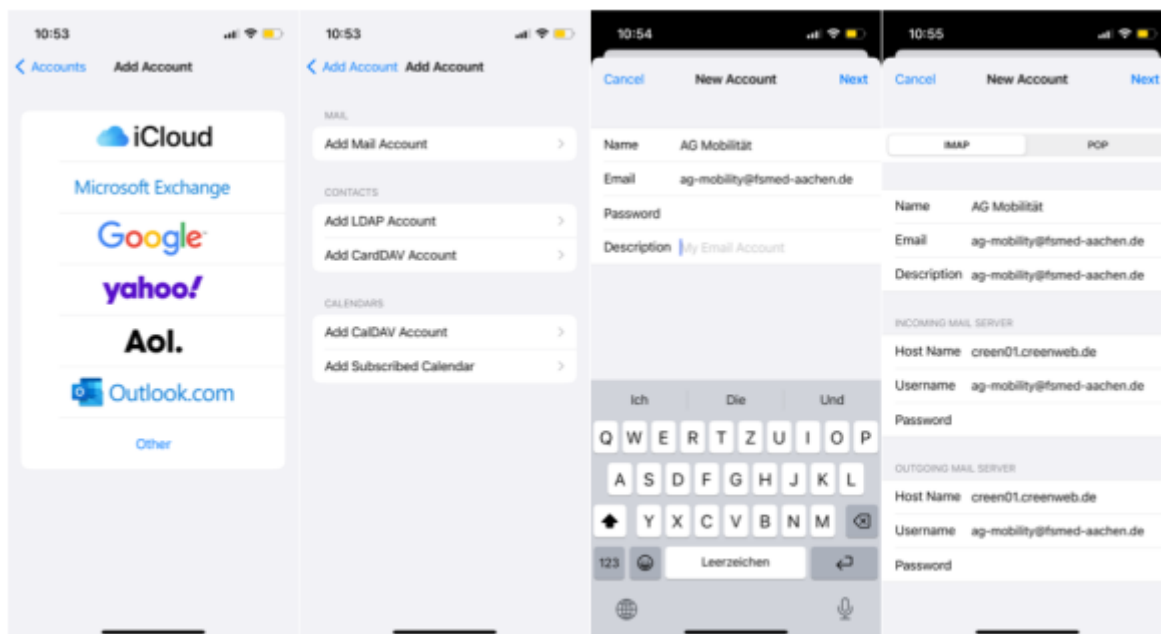 10:53
Accounts Add Account
iCloud
Microsoft Exchange
Google
yahoo!
Aol.
Outlook.com
Other
10:53
Add Account Add Account
MAIL
Add Mail Account
CONTACTS
Add LDAP Account
Add CardDAV Account
CALENDARS
Add CalDAV Account
Add Subscribed Calendar
10:54
Cancel New Account Next
Name AG Mobilität
Email ag-mobility@fsmed-aachen.de
Password
Description My Email Account
Ich Die Und
Q W E R T Z U I O P
A S D F G H J K L
Y X C V B N M
123 Leerzeichen
10:55
Cancel New Account Next
IMAP POP
Name AG Mobilität
Email ag-mobility@fsmed-aachen.de
Description ag-mobility@fsmed-aachen.de
INCOMING MAIL SERVER
Host Name creen01.creenweb.de
Username ag-mobility@fsmed-aachen.de
Password
OUTGOING MAIL SERVER
Host Name creen01.creenweb.de
Username ag-mobility@fsmed-aachen.de
Password